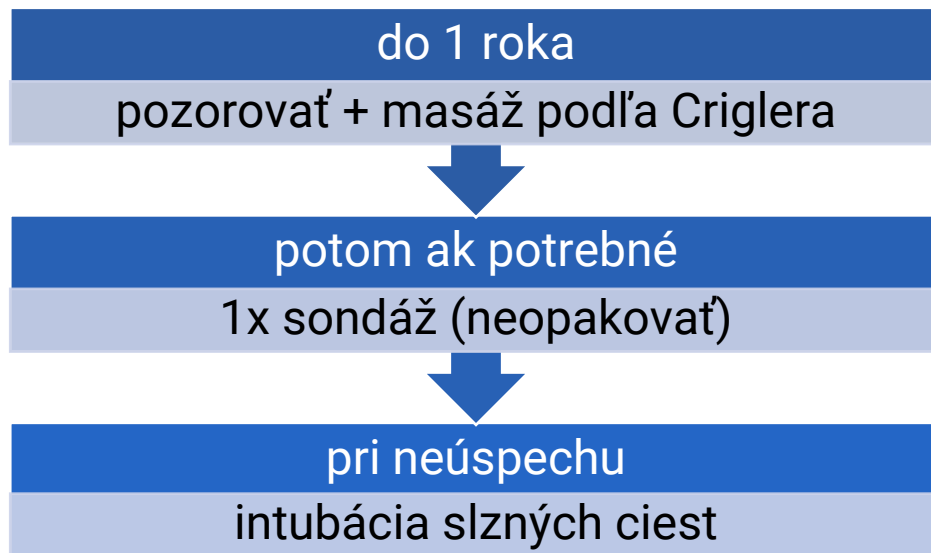 do 1 roka
pozorovať + masáž podľa Criglera
potom ak potrebné
1x sondáž (neopakovať)
pri neúspechu
intubácia slzných ciest